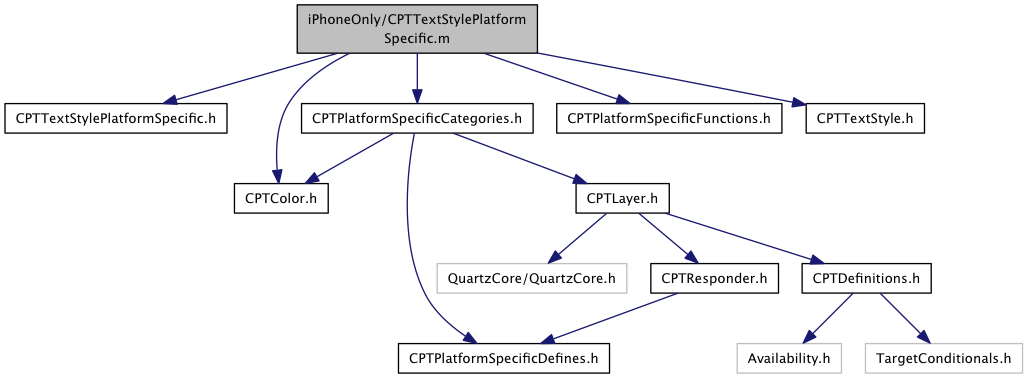 iPhoneOnly/CPTTextStylePlatform
Specific.m
CPTTextStylePlatformSpecific.h
CPTPlatformSpecificCategories.h
CPTPlatformSpecificFunctions.h
CPTTextStyle.h
CPTColor.h
CPTLayer.h
QuartzCore/QuartzCore.h
CPTResponder.h
CPTDefinitions.h
CPTPlatformSpecificDefines.h
Availability.h
TargetConditionals.h